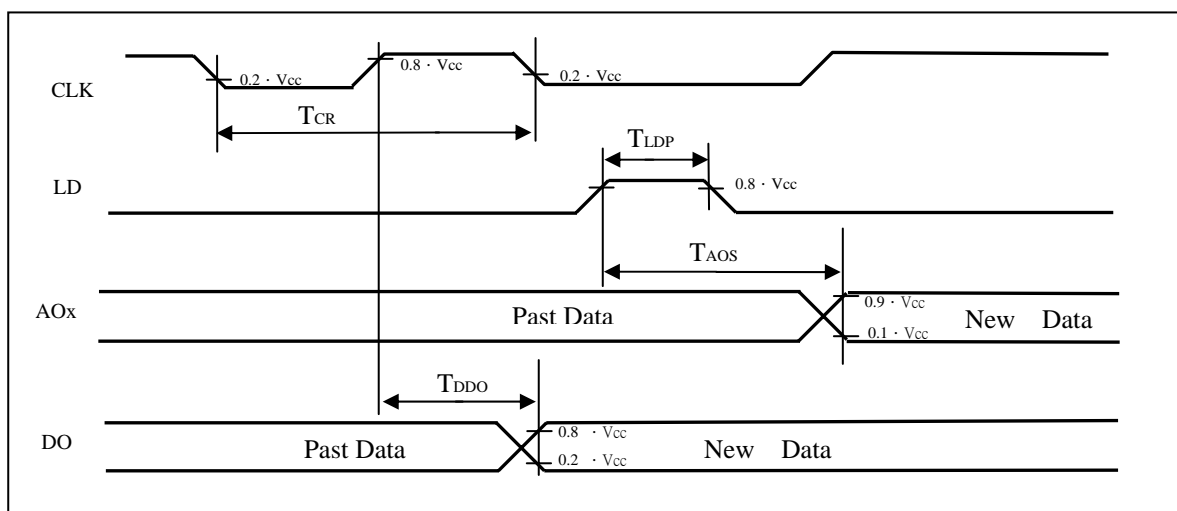 CLK
0.2 · Vcc
0.8 · Vcc
0.2 · Vcc
TCR
TLDP
LD
0.8 · Vcc
TAOS
AOx
Past Data
0.9 · Vcc
0.1 · Vcc
New Data
TDDO
DO
Past Data
0.8 · Vcc
0.2 · Vcc
New Data